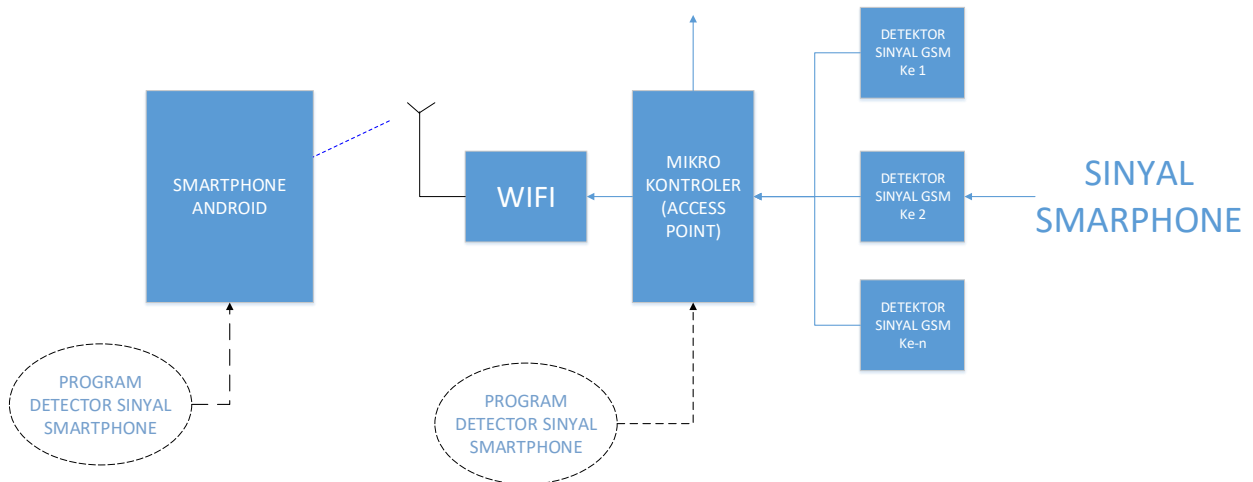 SMARTPHONE
ANDROID
WIFI
MIKRO
KONTROLER
(ACCESS
POINT)
DETEKTOR
SINYAL GSM
Ke 1
DETEKTOR
SINYAL GSM
Ke 2
DETEKTOR
SINYAL GSM
Ke-n
SINYAL
SMARPHONE
PROGRAM
DETECTOR SINYAL
SMARTPHONE
PROGRAM
DETECTOR SINYAL
SMARTPHONE